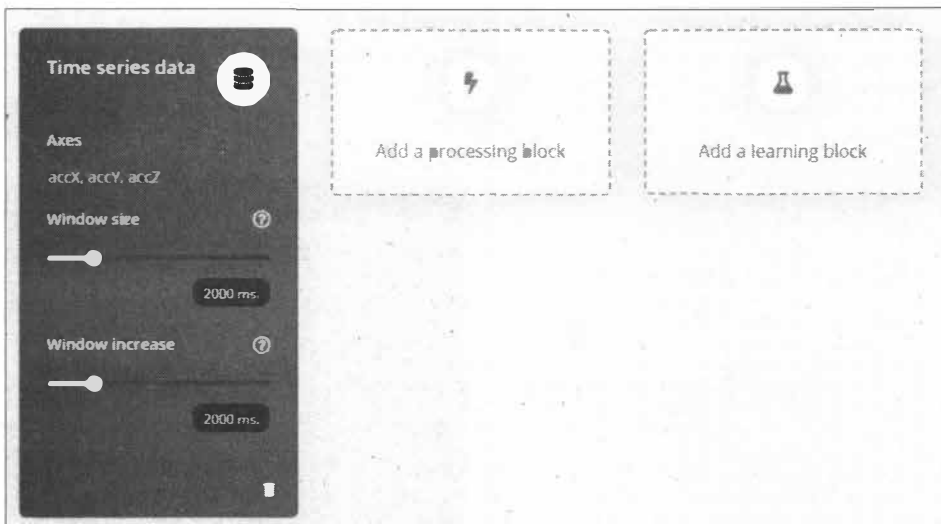 Time series data
Axes
accX, accY, accZ
Window size
2000 ms.
Window increase
2000 ms.
Add a processing block
Add a learning block